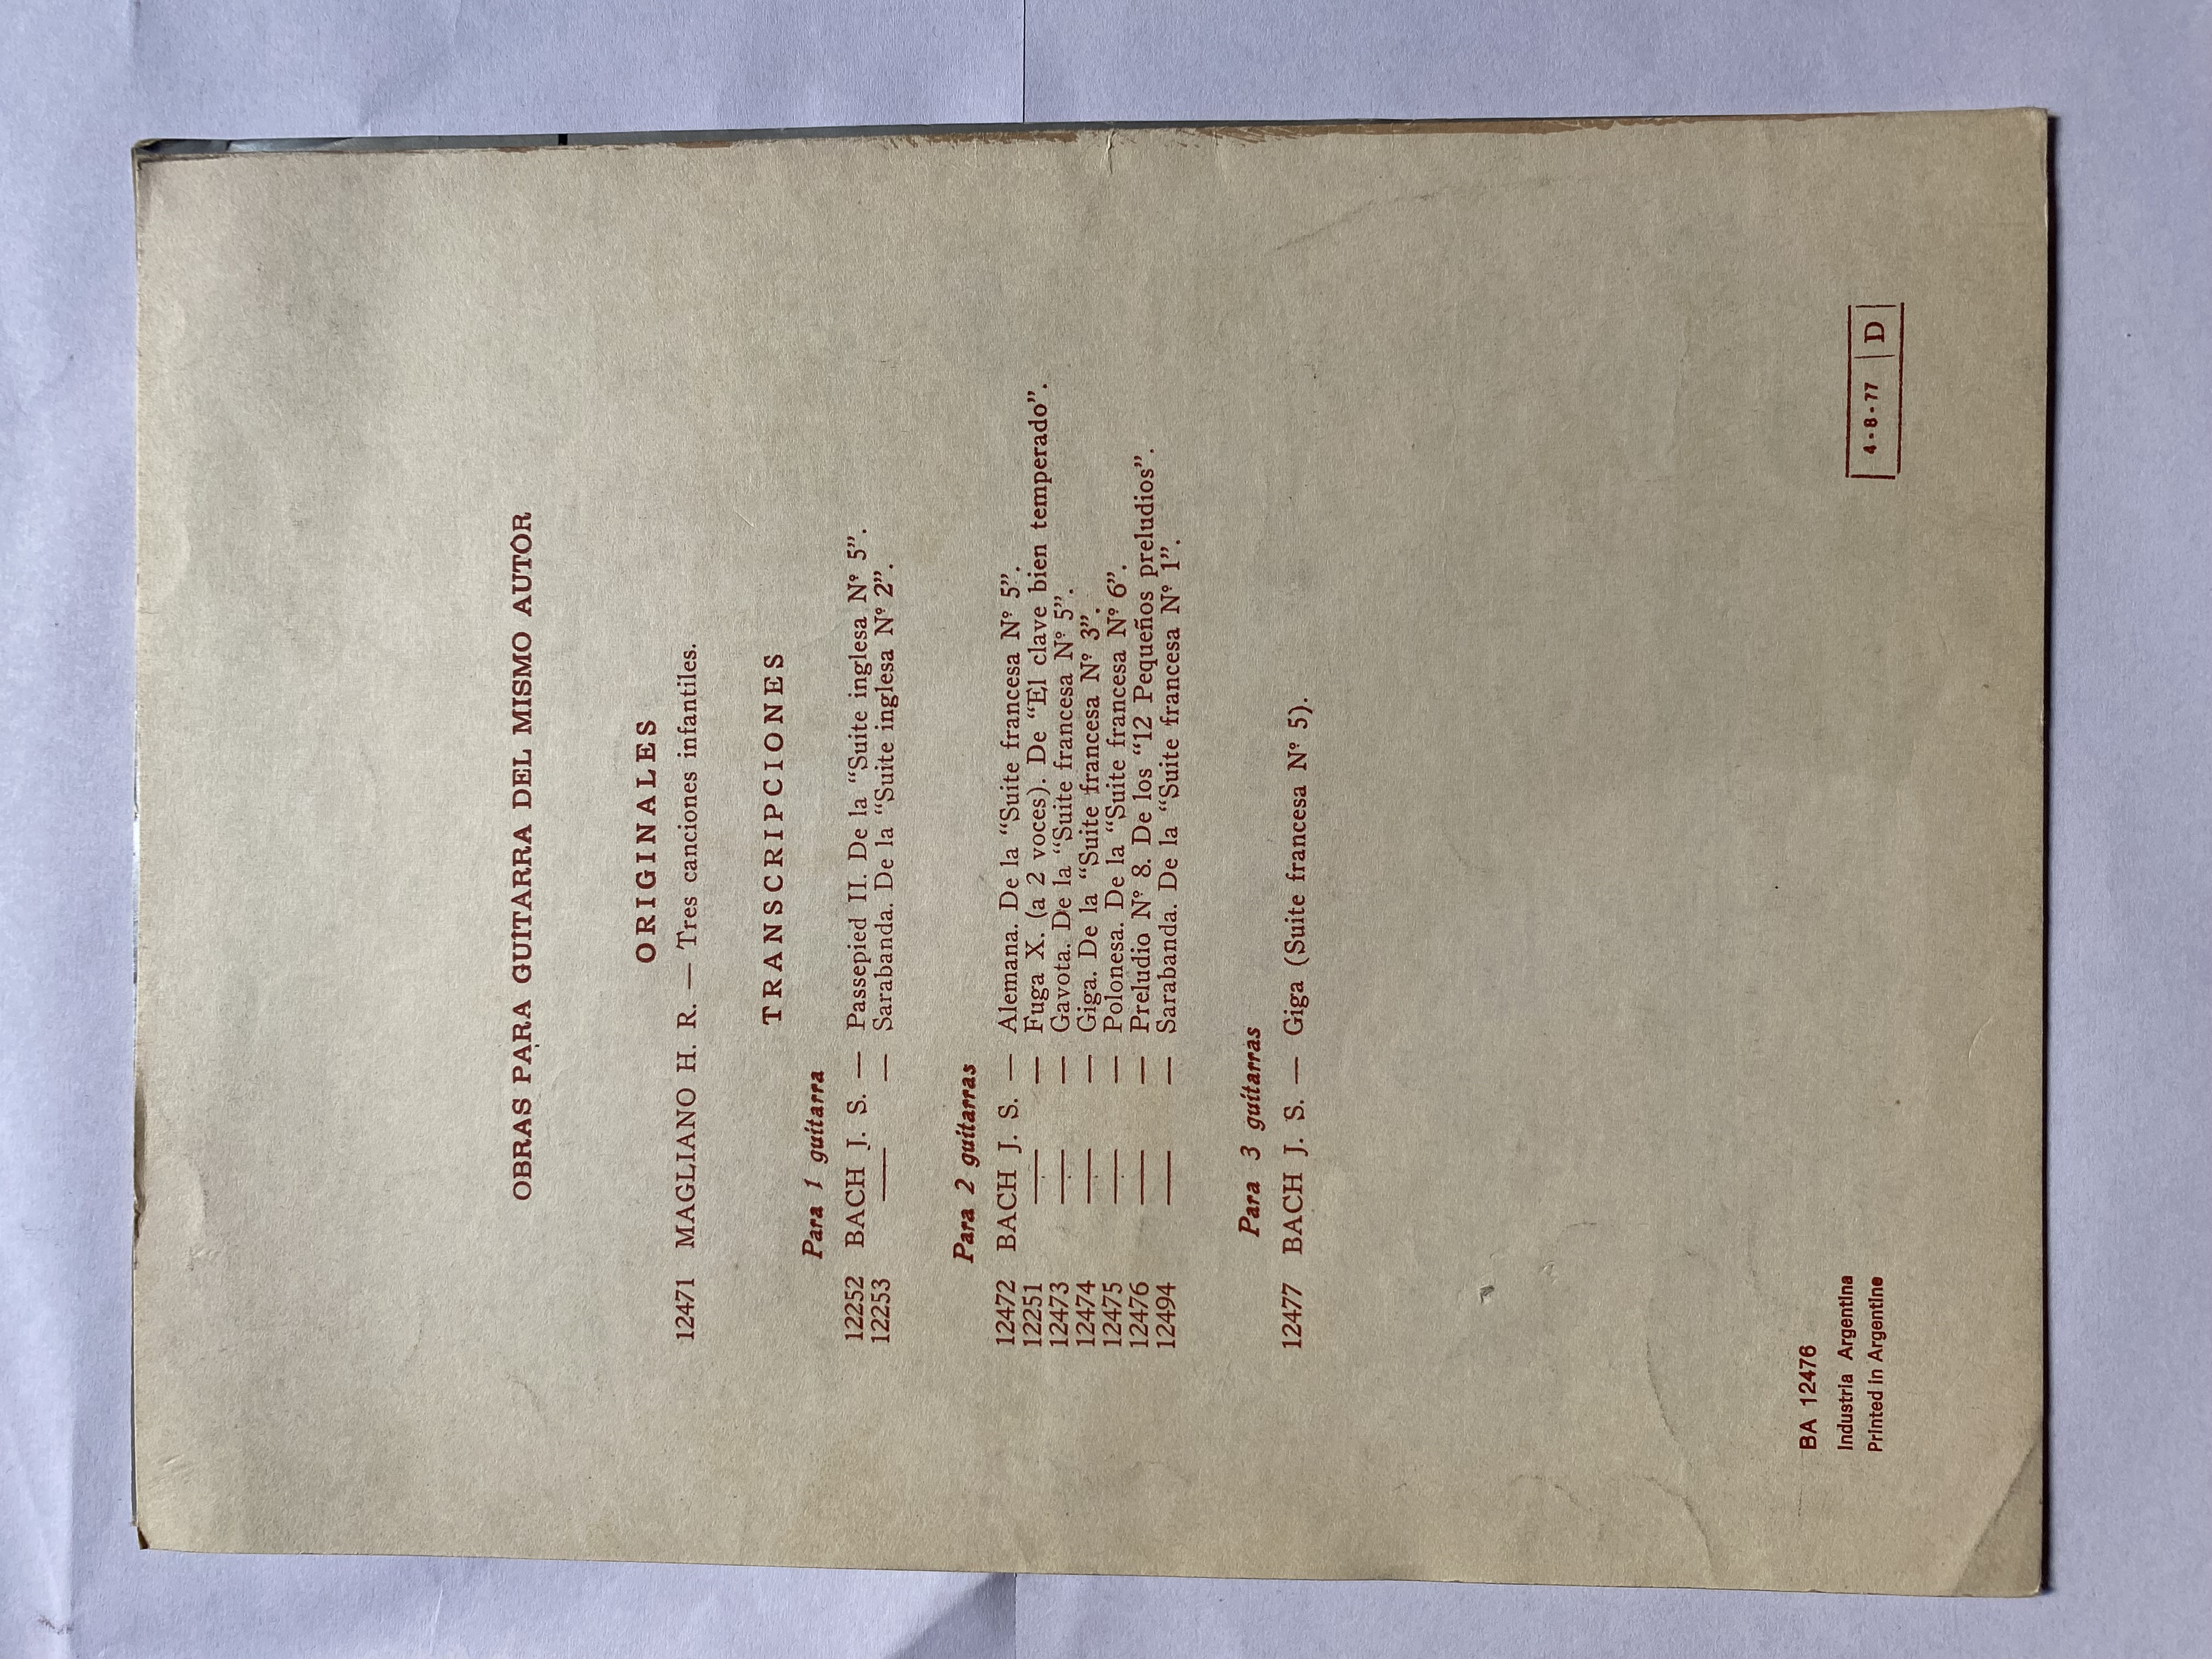 OBRAS PARA GUITARRA DEL MISMO AUTOR
ORIGINALES
12471 MAGLIANO H. R. — Tres canciones infantiles.
TRANSCRIPCIONES
Para 1 guitarra
12252 BACH J. S. — Passepied II. De la “Suite inglesa Nº 5”.
12253 — — Sarabanda. De la “Suite inglesa Nº 2”.
Para 2 guitarras
12472 BACH J. S. — Alemana. De la “Suite francesa Nº 5”.
12251 — — Fuga X. (a 2 voces). De “El clave bien temperado”.
12473 — — Gavota. De la “Suite francesa Nº 5”.
12474 — — Giga. De la “Suite francesa Nº 3”.
12475 — — Polonesa. De la “Suite francesa Nº 6”.
12476 — — Preludio Nº 8. De los “12 Pequeños preludios”.
12494 — — Sarabanda. De la “Suite francesa Nº 1”.
Para 3 guitarras
12477 BACH J. S. — Giga (Suite francesa Nº 5).
BA 12476
Industria Argentina
Printed in Argentine
4-8-77 D